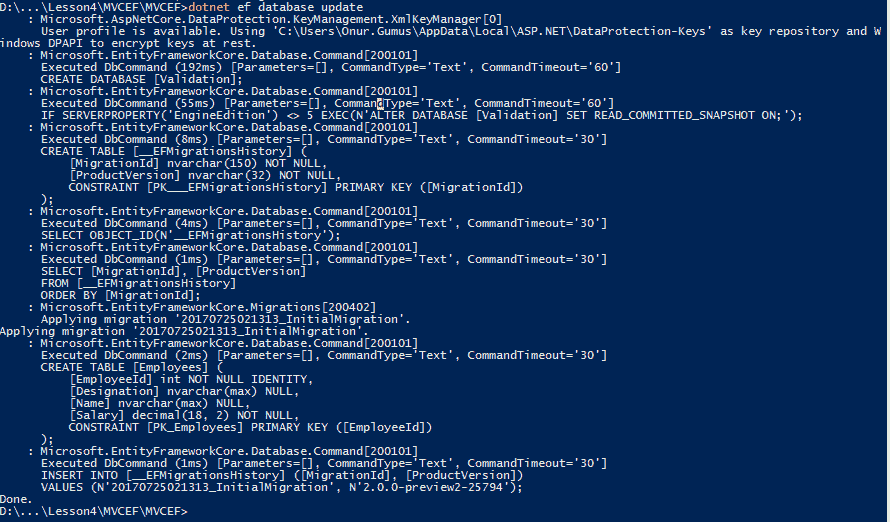 D:\...\Lesson4\MVCEF\MVCEF>dotnet ef database update
: Microsoft.AspNetCore.DataProtection.KeyManagement.XmlKeyManager[0]
User profile is available. Using 'C:\Users\Onur.Gumus\AppData\Local\ASP.NET\DataProtection-Keys' as key repository and W
indows DPAPI to encrypt keys at rest.
: Microsoft.EntityFrameworkCore.Database.Command[200101]
Executed DbCommand (192ms) [Parameters=[], CommandType='Text', CommandTimeout='60']
CREATE DATABASE [Validation];
: Microsoft.EntityFrameworkCore.Database.Command[200101]
Executed DbCommand (55ms) [Parameters=[], CommandType='Text', CommandTimeout='60']
IF SERVERPROPERTY('EngineEdition') <> 5 EXEC(N'ALTER DATABASE [Validation] SET READ_COMMITTED_SNAPSHOT ON;');
: Microsoft.EntityFrameworkCore.Database.Command[200101]
Executed DbCommand (8ms) [Parameters=[], CommandType='Text', CommandTimeout='30']
CREATE TABLE [__EFMigrationsHistory] (
[MigrationId] nvarchar(150) NOT NULL,
[ProductVersion] nvarchar(32) NOT NULL,
CONSTRAINT [PK___EFMigrationsHistory] PRIMARY KEY ([MigrationId])
);
: Microsoft.EntityFrameworkCore.Database.Command[200101]
Executed DbCommand (4ms) [Parameters=[], CommandType='Text', CommandTimeout='30']
SELECT OBJECT_ID(N'__EFMigrationsHistory');
: Microsoft.EntityFrameworkCore.Database.Command[200101]
Executed DbCommand (1ms) [Parameters=[], CommandType='Text', CommandTimeout='30']
SELECT [MigrationId], [ProductVersion]
FROM [__EFMigrationsHistory]
ORDER BY [MigrationId];
: Microsoft.EntityFrameworkCore.Migrations[200402]
Applying migration '20170725021313_InitialMigration'.
Applying migration '20170725021313_InitialMigration'.
: Microsoft.EntityFrameworkCore.Database.Command[200101]
Executed DbCommand (2ms) [Parameters=[], CommandType='Text', CommandTimeout='30']
CREATE TABLE [Employees] (
[EmployeeId] int NOT NULL IDENTITY,
[Designation] nvarchar(max) NULL,
[Name] nvarchar(max) NULL,
[Salary] decimal(18, 2) NOT NULL,
CONSTRAINT [PK_Employees] PRIMARY KEY ([EmployeeId])
);
: Microsoft.EntityFrameworkCore.Database.Command[200101]
Executed DbCommand (1ms) [Parameters=[], CommandType='Text', CommandTimeout='30']
INSERT INTO [__EFMigrationsHistory] ([MigrationId], [ProductVersion])
VALUES (N'20170725021313_InitialMigration', N'2.0.0-preview2-25794');
Done.
D:\...\Lesson4\MVCEF\MVCEF>